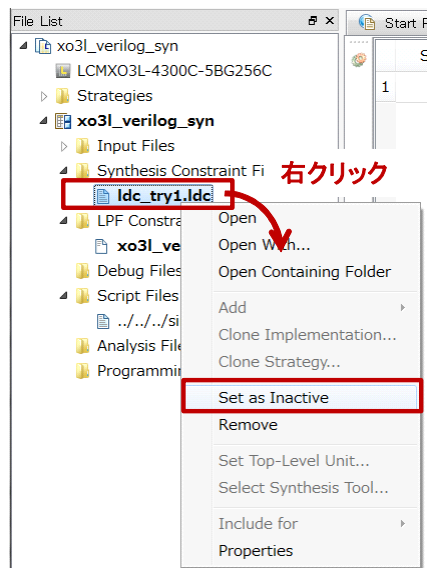 File List
Start F
xo3l_verilog_syn
LCMXO3L-4300C-5BG256C
Strategies
xo3l_verilog_syn
Input Files
Synthesis Constraint Fi
右クリック
ldc_try1.ldc
LPF Constra
xo3l_ve
Debug Files
Script Files
../../../si
Analysis File
Programmi
S
1
Open
Open With...
Open Containing Folder
Add
Clone Implementation...
Clone Strategy...
Set as Inactive
Remove
Set Top-Level Unit...
Select Synthesis Tool...
Include for
Properties